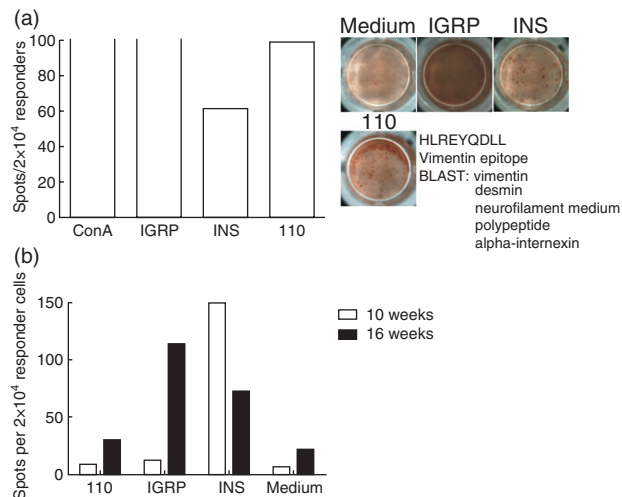 (a)
Spots/2×10⁴ responders
100
80
60
40
20
0
ConA IGRP INS 110
Medium IGRP INS
110
HLREYQDLL
Vimentin epitope
BLAST: vimentin
desmin
neurofilament medium
polypeptide
alpha-internexin
(b)
Spots per 2×10⁴ responder cells
150
100
50
0
110 IGRP INS Medium
10 weeks
16 weeks